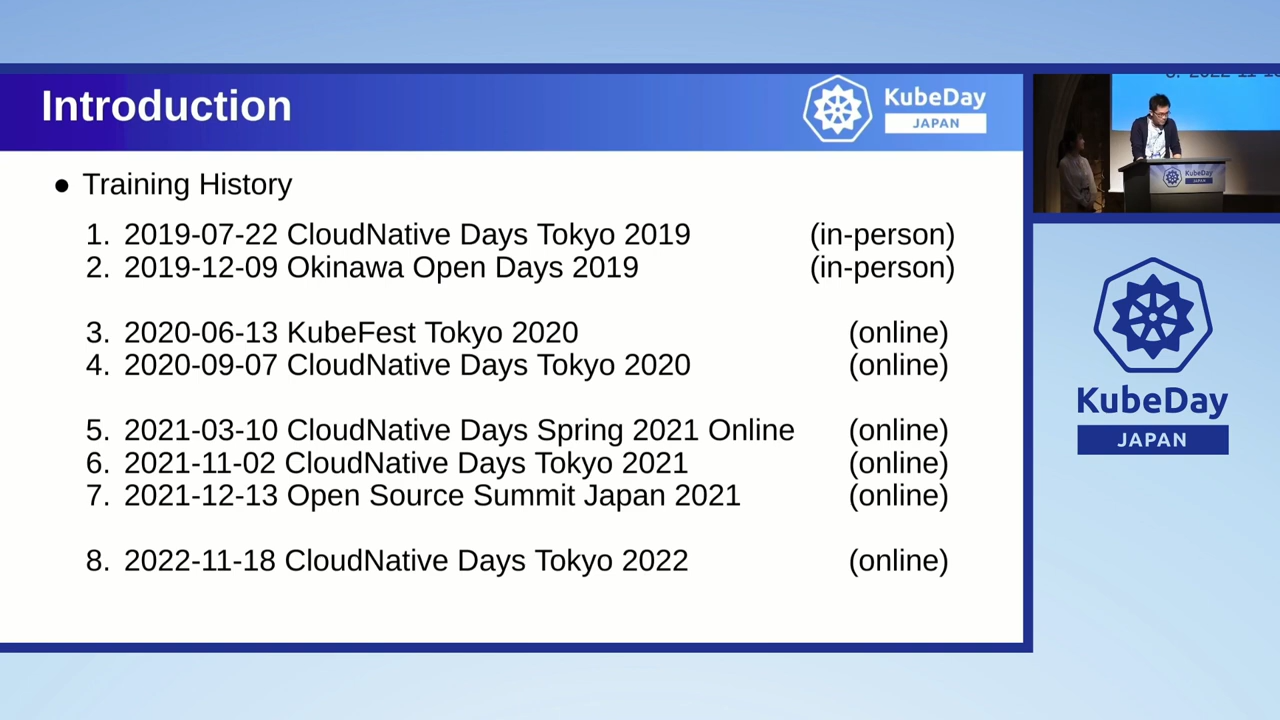 Introduction
KubeDay
JAPAN
● Training History
1. 2019-07-22 CloudNative Days Tokyo 2019 (in-person)
2. 2019-12-09 Okinawa Open Days 2019 (in-person)
3. 2020-06-13 KubeFest Tokyo 2020 (online)
4. 2020-09-07 CloudNative Days Tokyo 2020 (online)
5. 2021-03-10 CloudNative Days Spring 2021 Online (online)
6. 2021-11-02 CloudNative Days Tokyo 2021 (online)
7. 2021-12-13 Open Source Summit Japan 2021 (online)
8. 2022-11-18 CloudNative Days Tokyo 2022 (online)
KubeDay
JAPAN
KubeDay
JAPAN